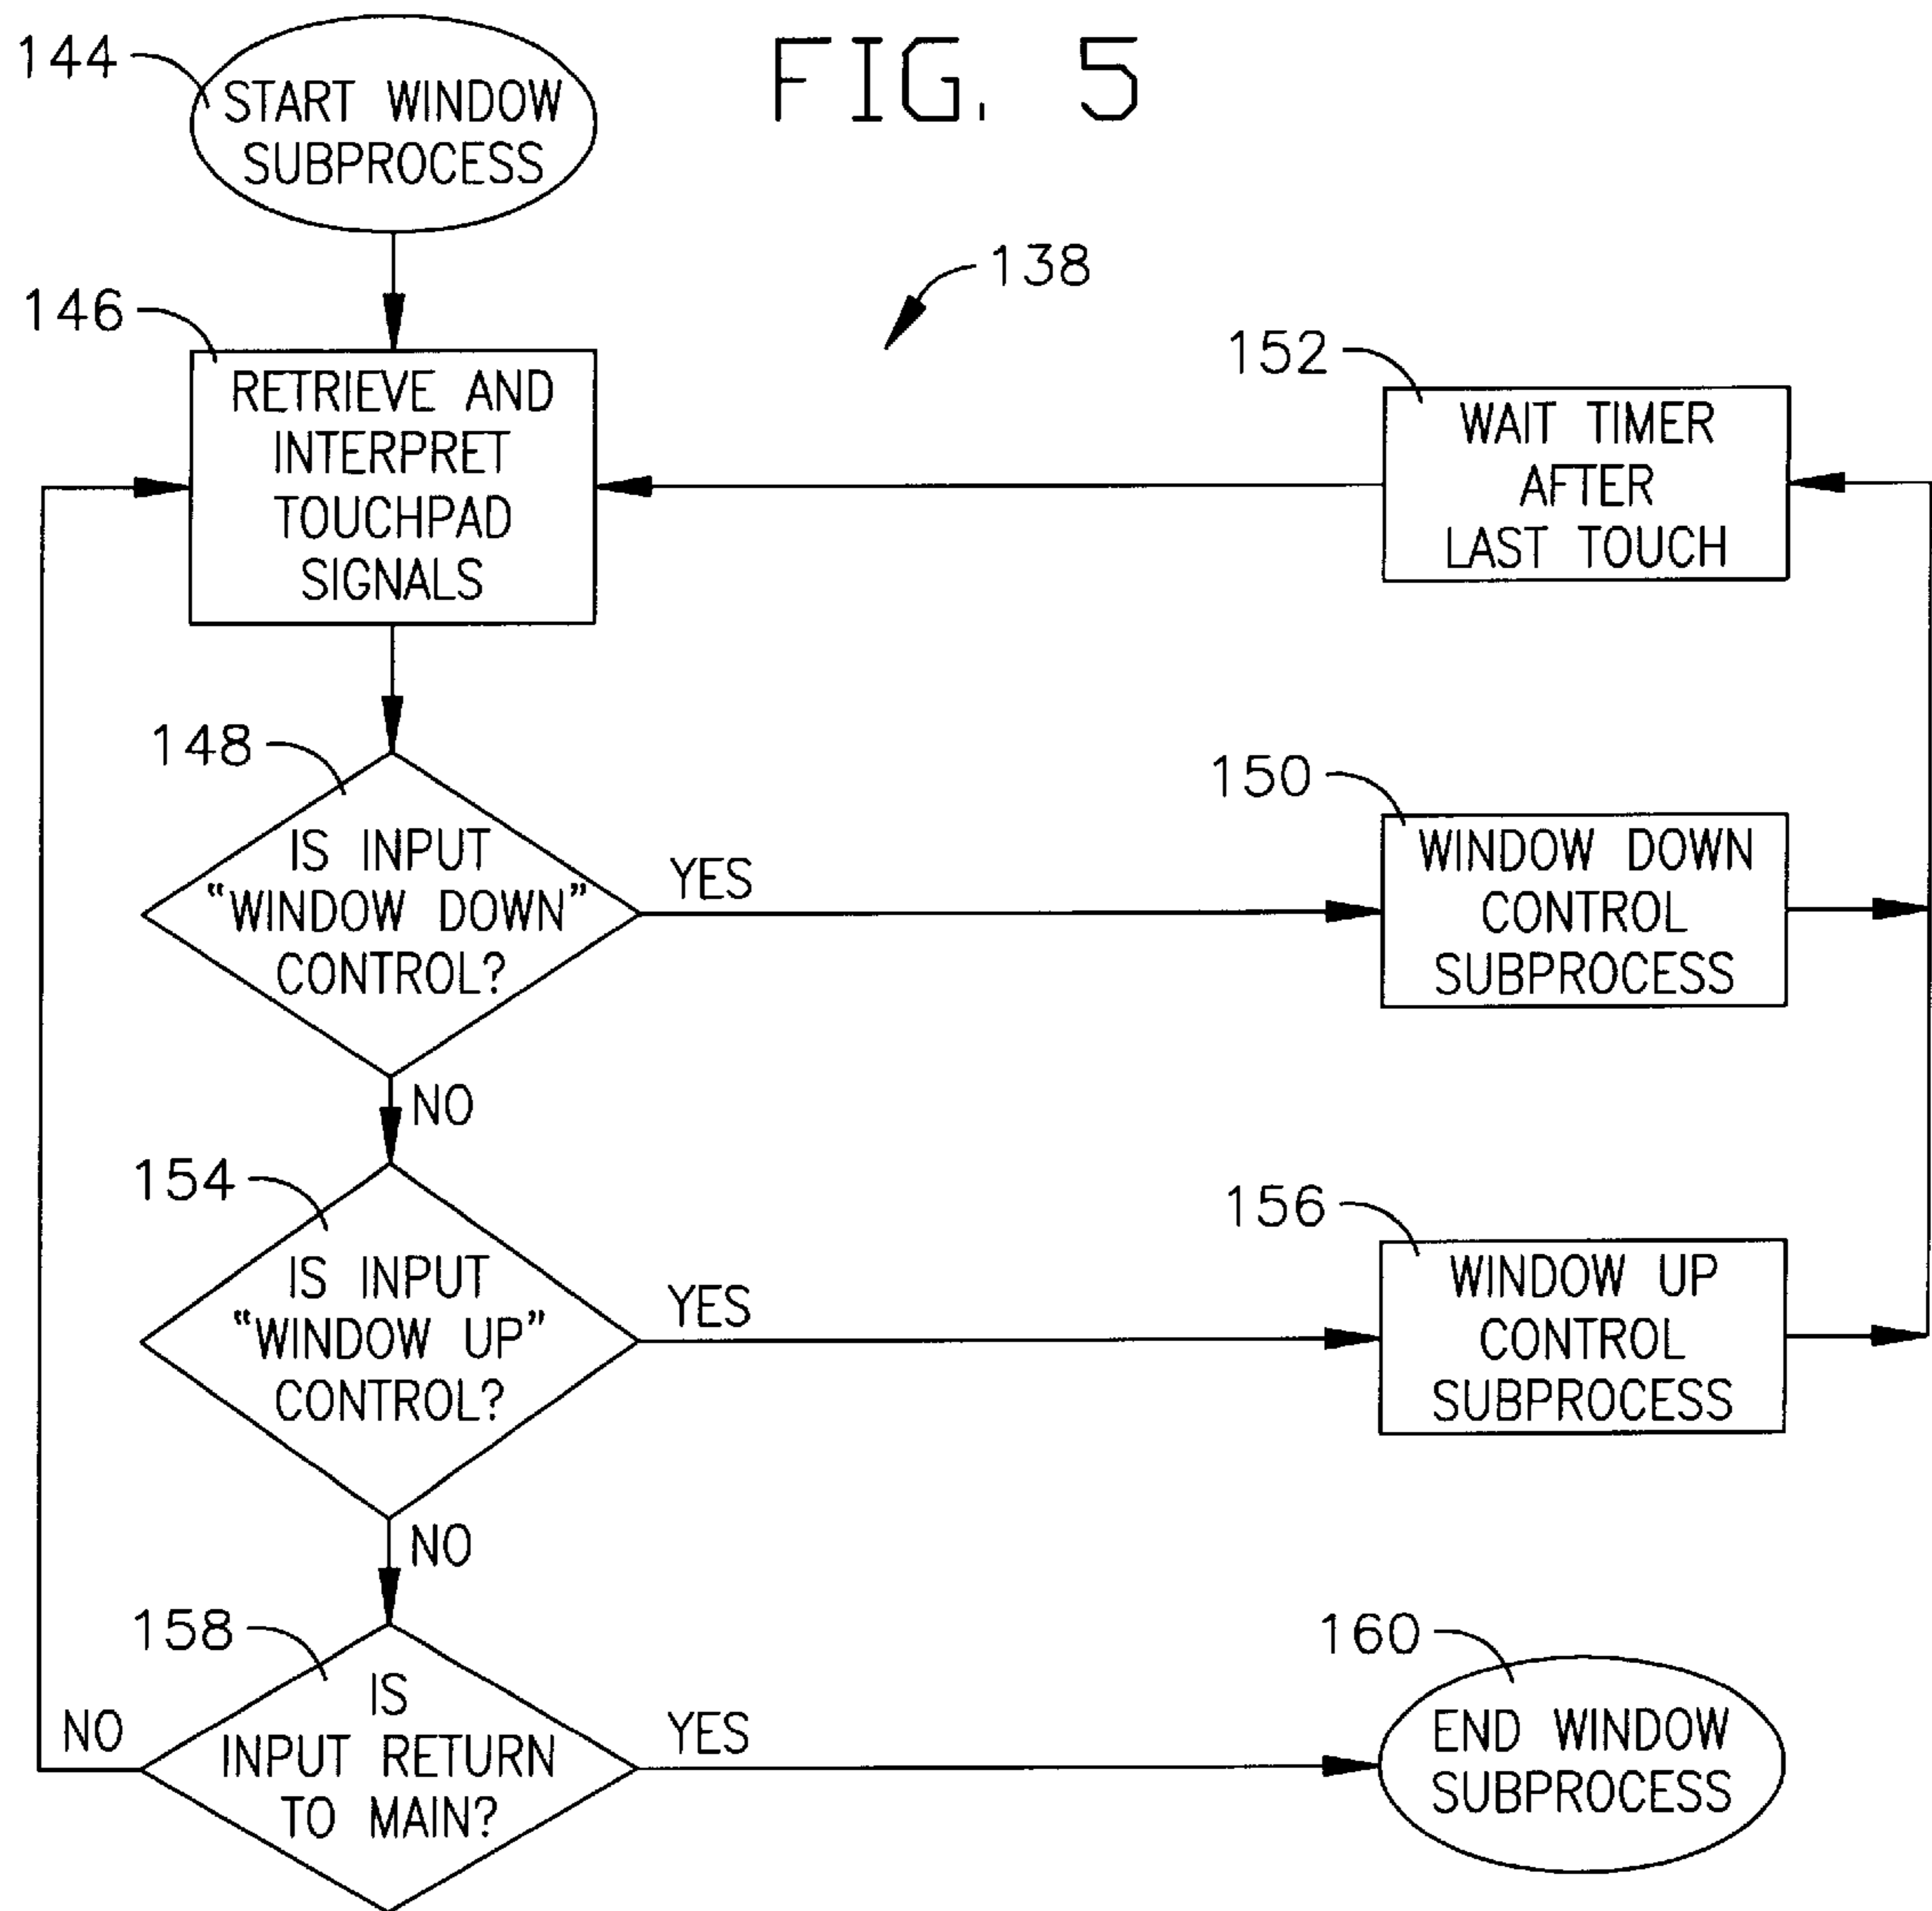 FIG. 5
144
START WINDOW
SUBPROCESS
138
146
RETRIEVE AND
INTERPRET
TOUCHPAD
SIGNALS
152
WAIT TIMER
AFTER
LAST TOUCH
148
IS INPUT
“WINDOW DOWN”
CONTROL?
YES
150
WINDOW DOWN
CONTROL
SUBPROCESS
NO
154
IS INPUT
“WINDOW UP”
CONTROL?
YES
156
WINDOW UP
CONTROL
SUBPROCESS
NO
158
IS
INPUT RETURN
TO MAIN?
NO
YES
160
END WINDOW
SUBPROCESS